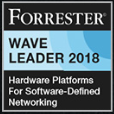 FORRESTER®
WAVE
LEADER 2018
Hardware Platforms
For Software-Defined
Networking